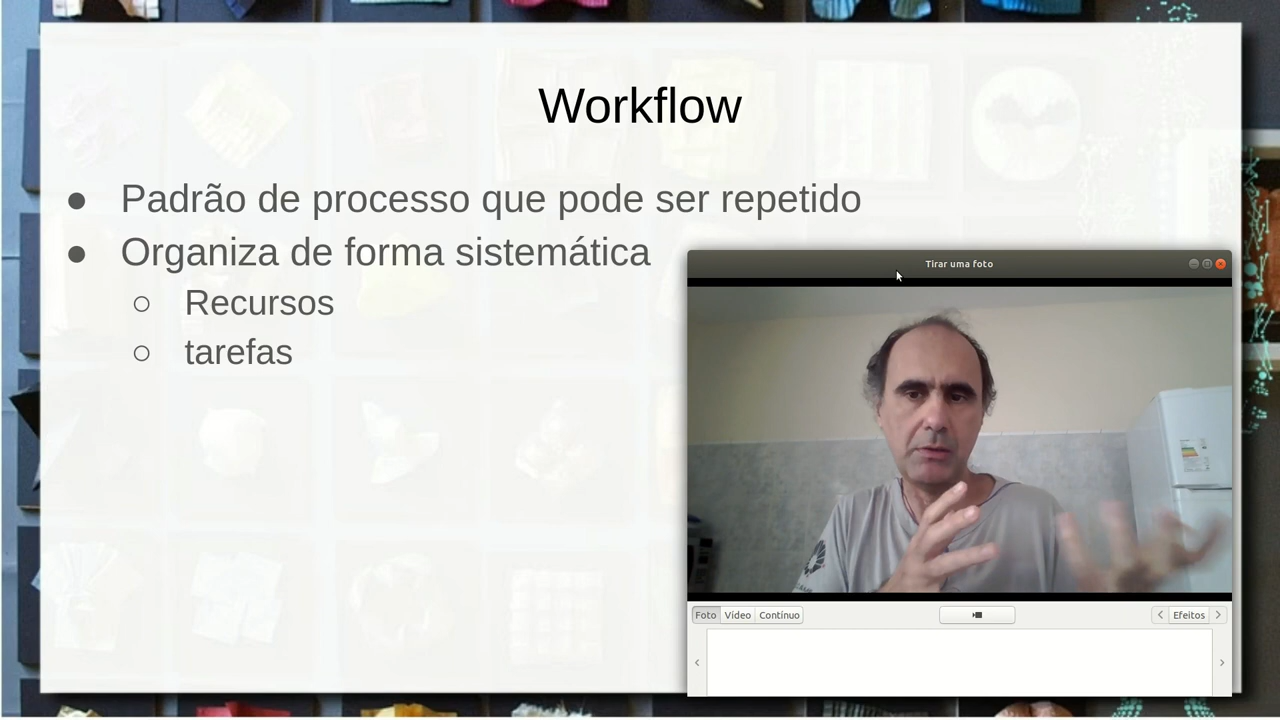 Workflow
● Padrão de processo que pode ser repetido
● Organiza de forma sistemática
○ Recursos
○ tarefas
Tirar uma foto
Foto Vídeo Contínuo
Efeitos